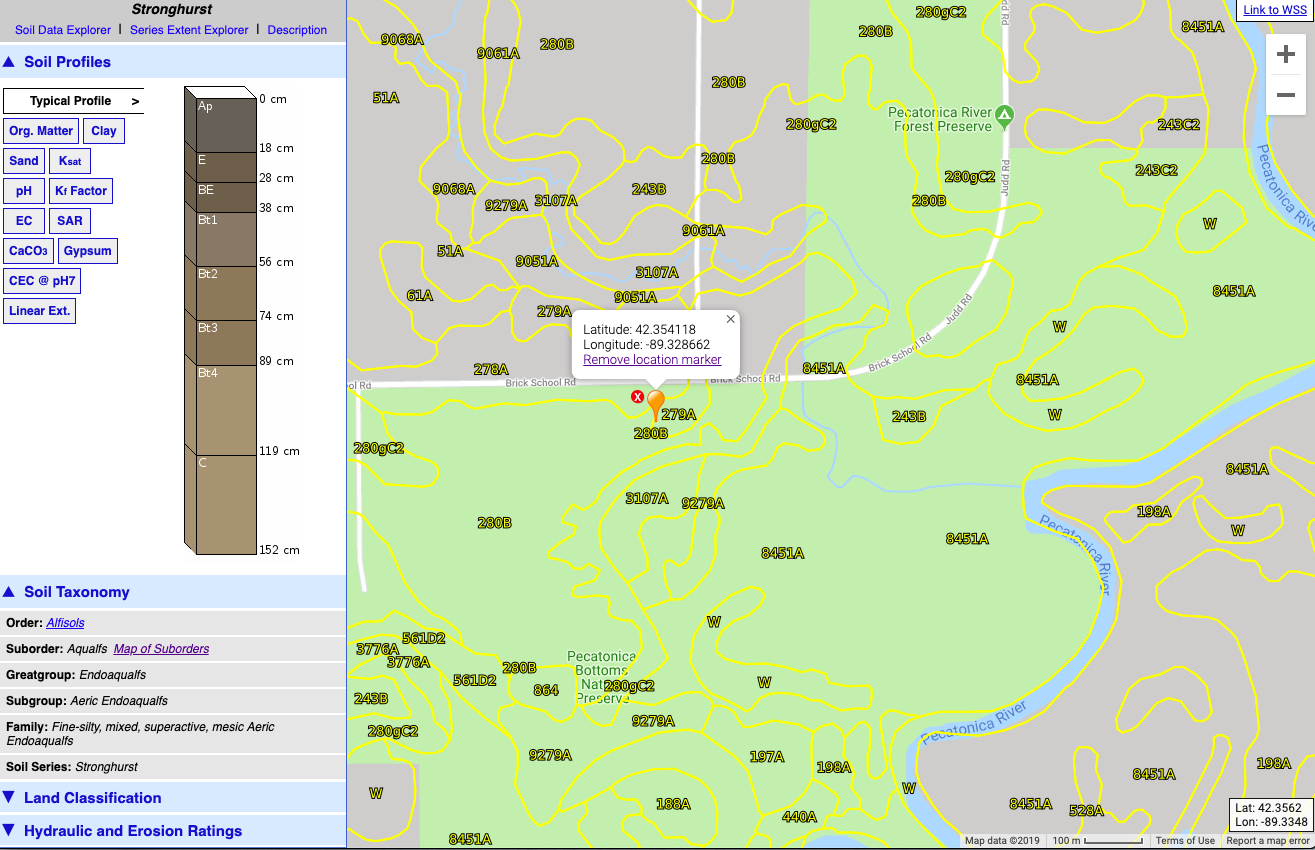 Stronghurst
Soil Data Explorer | Series Extent Explorer | Description
▲ Soil Profiles
Typical Profile >
Org. Matter Clay
Sand Ksat
pH Kf Factor
EC SAR
CaCO3 Gypsum
CEC @ pH7
Linear Ext.
Ap 0 cm
18 cm
E
28 cm
BE
38 cm
Bt1
56 cm
Bt2
74 cm
Bt3
89 cm
Bt4
119 cm
C
152 cm
▲ Soil Taxonomy
Order: Alfisols
Suborder: Aqualfs Map of Suborders
Greatgroup: Endoaqualfs
Subgroup: Aeric Endoaqualfs
Family: Fine-silty, mixed, superactive, mesic Aeric
Endoaqualfs
Soil Series: Stronghurst
▼ Land Classification
▼ Hydraulic and Erosion Ratings
Link to WSS
+
−
280gC2
8451A
280B
9068A
280B
9061A
280B
51A
Pecatonica River
Forest Preserve
280gC2
243C2
280B
243C2
280gC2
Judd Rd
Pecatonica River
9068A
243B
3107A
280B
9279A
W
9061A
51A
9051A
3107A
8451A
61A
9051A
279A
Judd Rd
W
Latitude: 42.354118
Longitude: -89.328662
Remove location marker
×
Brick School Rd
278A
8451A
8451A
ol Rd
Brick School Rd
Brick School Rd
X
279A
243B
W
280B
280gC2
8451A
3107A
9279A
198A
280B
W
8451A
8451A
Pecatonica River
W
561D2
3776A
3776A
Pecatonica
Bottoms
Nature
Preserve
280B
561D2
864
280gC2
W
243B
9279A
Pecatonica River
280gC2
9279A
197A
198A
198A
8451A
W
W
188A
8451A
528A
440A
8451A
Lat: 42.3562
Lon: -89.3348
Map data ©2019 100 m Terms of Use Report a map error